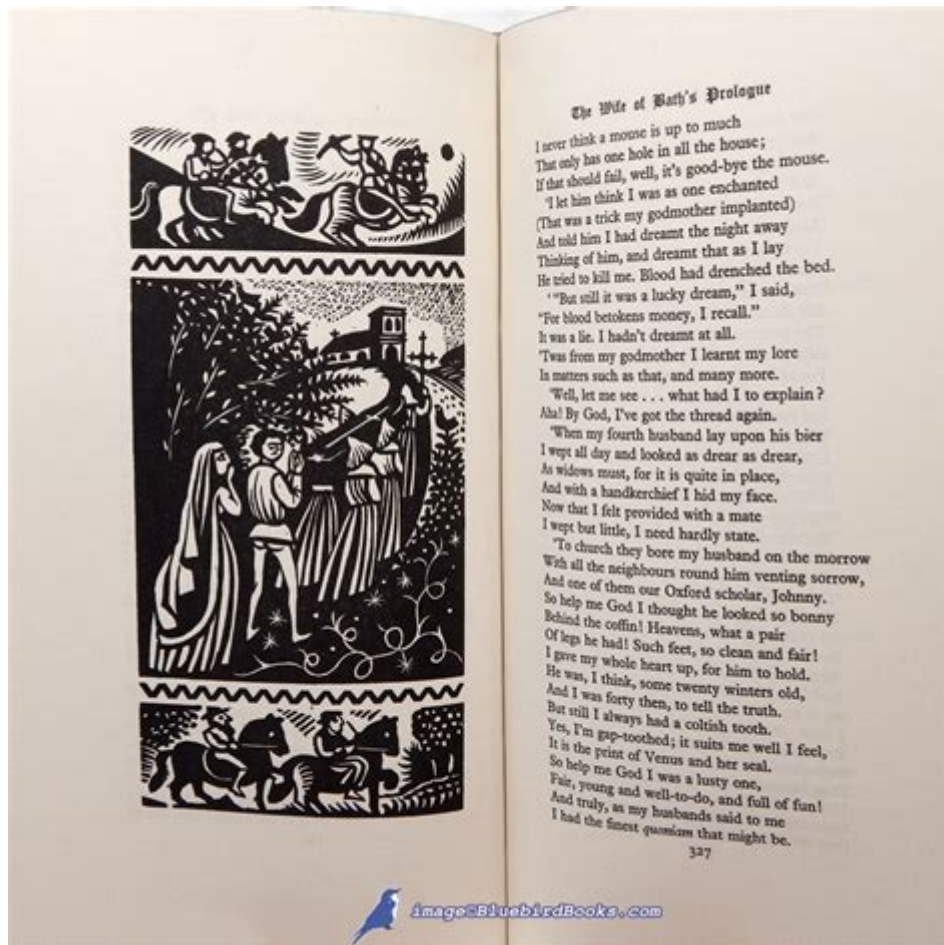 The Wife of Bath's Prologue
I never think a mouse is up to much
That only has one hole in all the house;
If that should fail, well, it's good-bye the mouse.
'I let him think I was as one enchanted
(That was a trick my godmother implanted)
And told him I had dreamt the night away
Thinking of him, and dreamt that as I lay
He tried to kill me. Blood had drenched the bed.
' "But still it was a lucky dream," I said,
"For blood betokens money, I recall."
It was a lie. I hadn't dreamt at all.
'Twas from my godmother I learnt my lore
In matters such as that, and many more.
'Well, let me see . . . what had I to explain?
Aha! By God, I've got the thread again.
'When my fourth husband lay upon his bier
I wept all day and looked as drear as drear,
As widows must, for it is quite in place,
And with a handkerchief I hid my face.
Now that I felt provided with a mate
I wept but little, I need hardly state.
'To church they bore my husband on the morrow
With all the neighbours round him venting sorrow,
And one of them our Oxford scholar, Johnny.
So help me God I thought he looked so bonny
Behind the coffin! Heavens, what a pair
Of legs he had! Such feet, so clean and fair!
I gave my whole heart up, for him to hold.
He was, I think, some twenty winters old,
And I was forty then, to tell the truth.
But still I always had a coltish tooth.
Yes, I'm gap-toothed; it suits me well I feel,
It is the print of Venus and her seal.
So help me God I was a lusty one,
Fair, young and well-to-do, and full of fun!
And truly, as my husbands said to me
I had the finest quoniam that might be.
327
image©BluebirdBooks.com